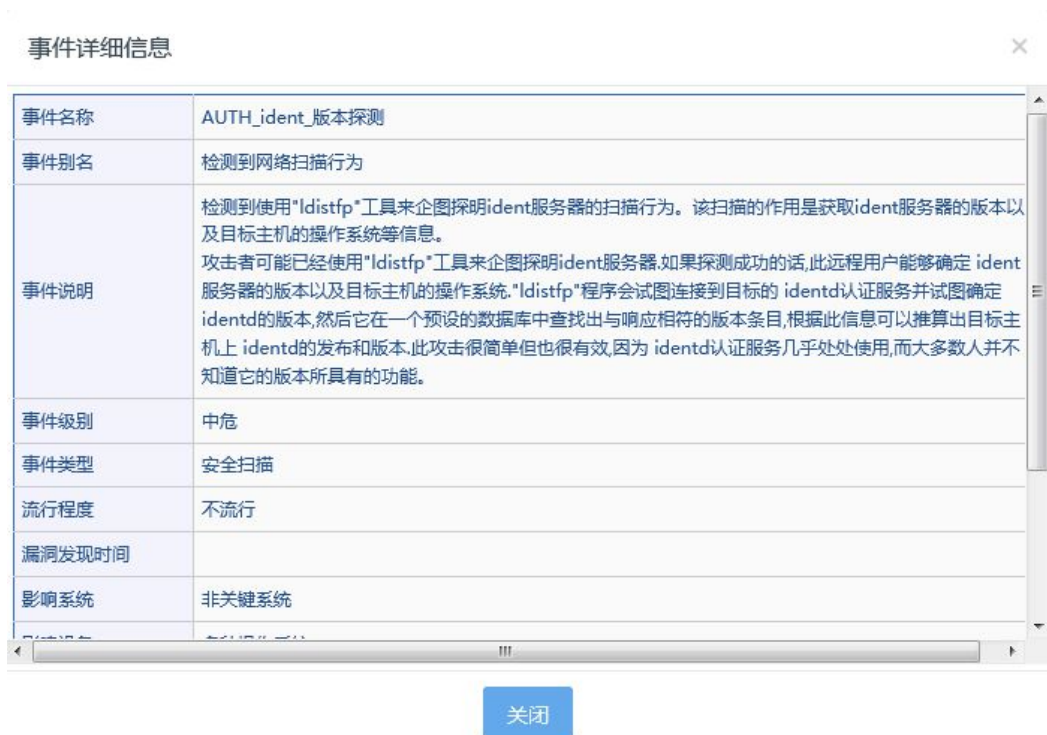 事件详细信息
×
事件名称 AUTH_ident_版本探测
事件别名 检测到网络扫描行为
检测到使用"ldistfp"工具来企图探明ident服务器的扫描行为。该扫描的作用是获取ident服务器的版本以
及目标主机的操作系统等信息。
攻击者可能已经使用"ldistfp"工具来企图探明ident服务器.如果探测成功的话,此远程用户能够确定 ident
事件说明 服务器的版本以及目标主机的操作系统."ldistfp"程序会试图连接到目标的 identd认证服务并试图确定
identd的版本,然后它在一个预设的数据库中查找出与响应相符的版本条目,根据此信息可以推算出目标主
机上 identd的发布和版本.此攻击很简单但也很有效,因为 identd认证服务几乎处处使用,而大多数人并不
知道它的版本所具有的功能。
事件级别 中危
事件类型 安全扫描
流行程度 不流行
漏洞发现时间
影响系统 非关键系统
关闭